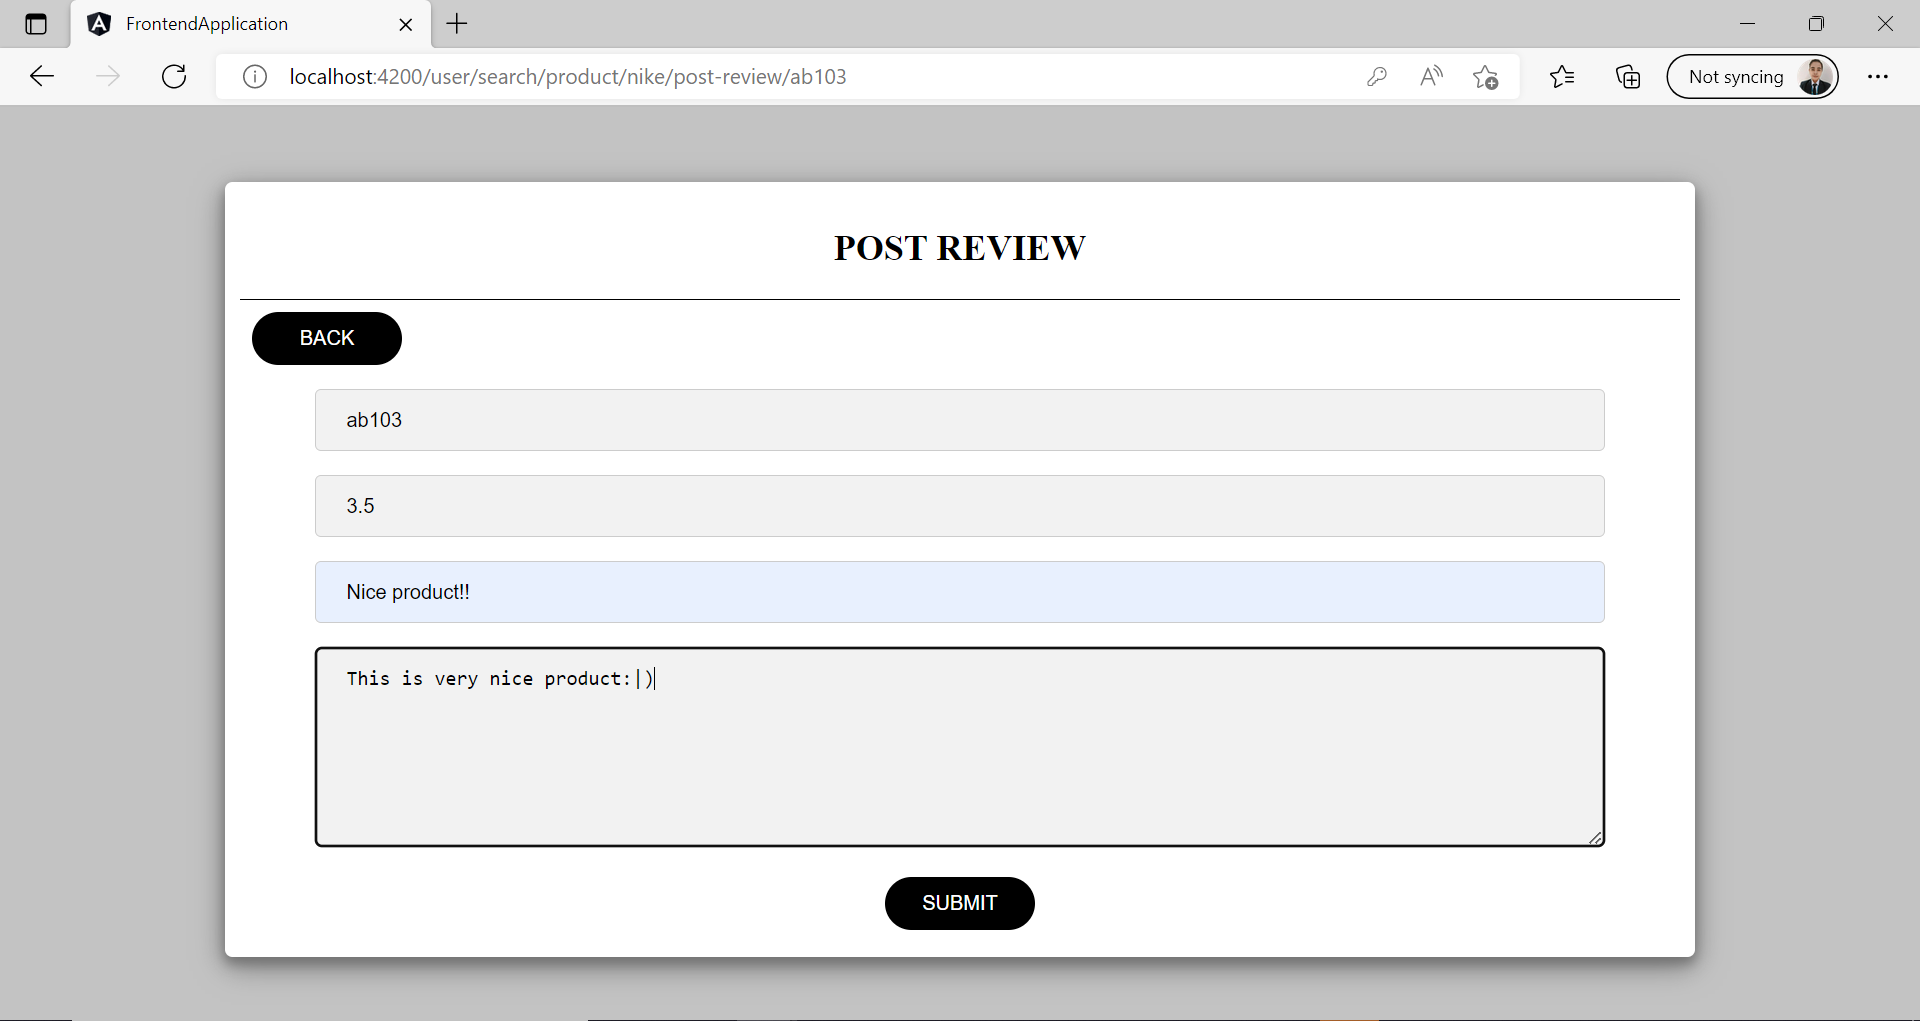 FrontendApplication
localhost:4200/user/search/product/nike/post-review/ab103
Not syncing
POST REVIEW
BACK
ab103
3.5
Nice product!!
This is very nice product:|)
SUBMIT